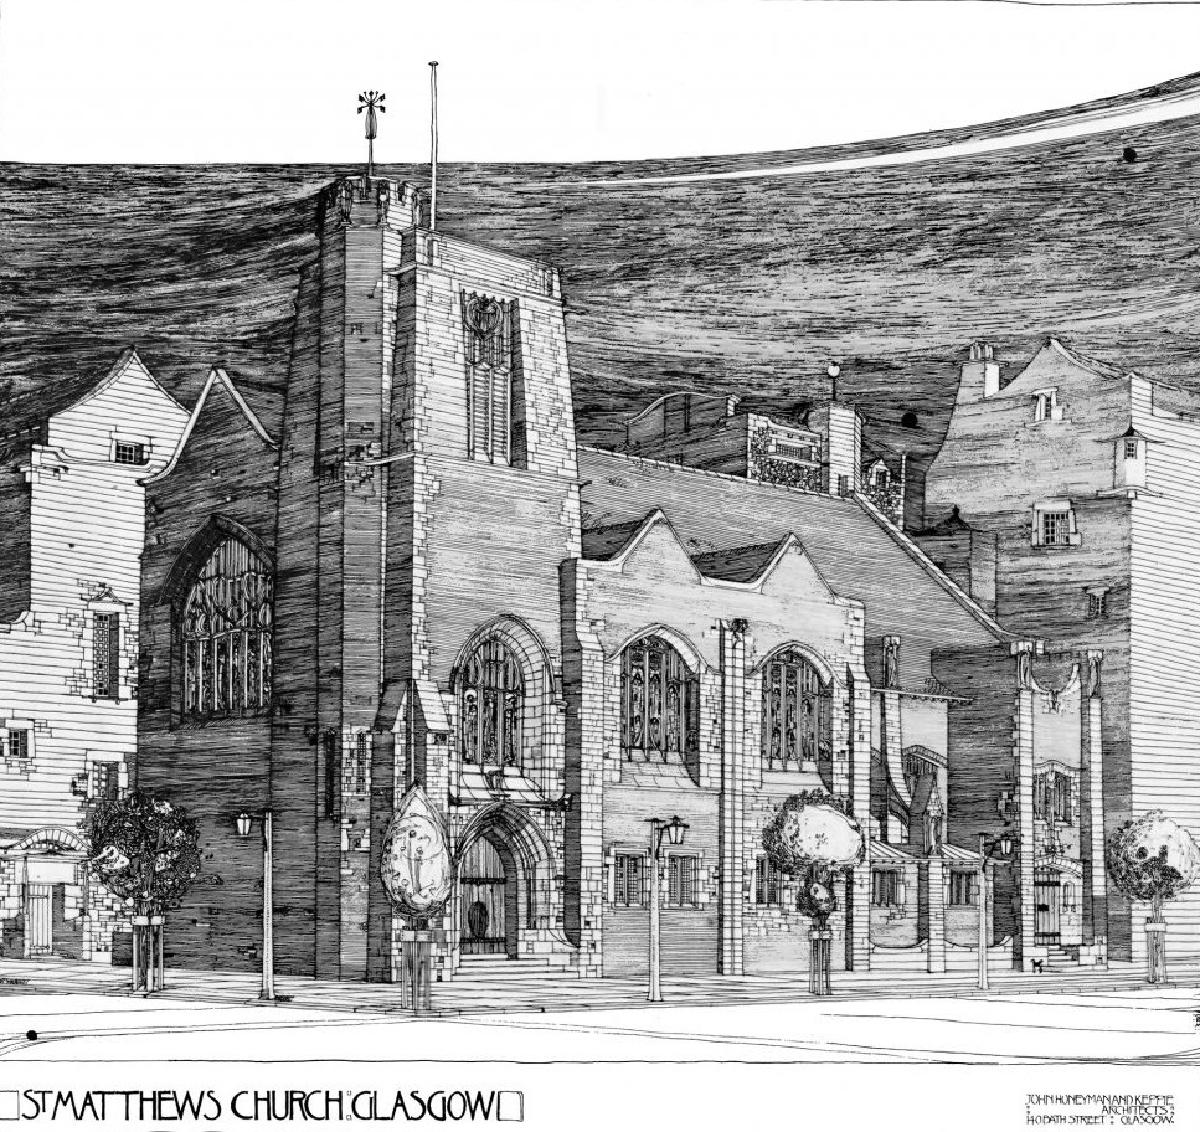 ST MATTHEWS CHURCH: GLASGOW
JOHN HONEYMAN AND KEPPIE
ARCHITECTS:
140 BATH STREET : GLASGOW.